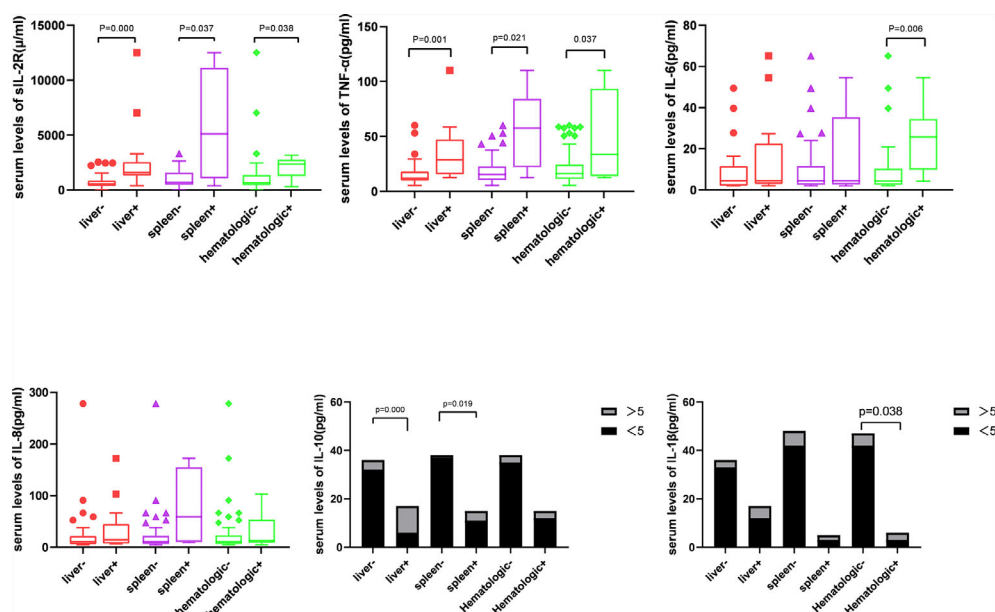 serum levels of sIL-2R(μ/ml)
15000
10000
5000
0
P=0.000
P=0.037
P=0.038
liver-
liver+
spleen-
spleen+
hematologic-
hematologic+
serum levels of TNF-α(pg/ml)
150
100
50
0
P=0.001
p=0.021
0.037
liver-
liver+
spleen-
spleen+
hematologic-
hematologic+
serum levels of IL-6(pg/ml)
80
60
40
20
0
P=0.006
liver-
liver+
spleen-
spleen+
hematologic-
hematologic+
serum levels of IL-8(pg/ml)
300
200
100
0
liver-
liver+
spleen-
spleen+
hematologic-
hematologic+
serum levels of IL-10(pg/ml)
60
40
20
0
p=0.000
p=0.019
>5
<5
liver-
liver+
spleen-
spleen+
Hematologic-
Hematologic+
serum levels of IL-1β(pg/ml)
60
40
20
0
p=0.038
>5
<5
liver-
liver+
spleen-
spleen+
Hematologic-
Hematologic+